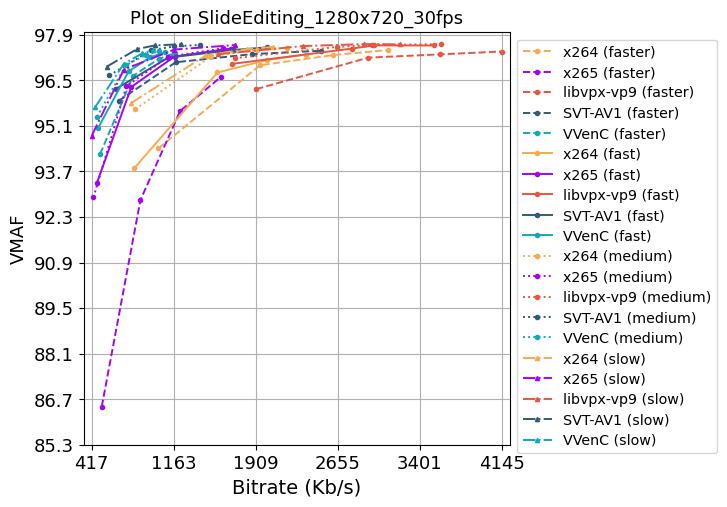 Plot on SlideEditing_1280x720_30fps
97.9
96.5
95.1
93.7
92.3
90.9
89.5
88.1
86.7
85.3
VMAF
417 1163 1909 2655 3401 4145
Bitrate (Kb/s)
x264 (faster)
x265 (faster)
libvpx-vp9 (faster)
SVT-AV1 (faster)
VVenC (faster)
x264 (fast)
x265 (fast)
libvpx-vp9 (fast)
SVT-AV1 (fast)
VVenC (fast)
x264 (medium)
x265 (medium)
libvpx-vp9 (medium)
SVT-AV1 (medium)
VVenC (medium)
x264 (slow)
x265 (slow)
libvpx-vp9 (slow)
SVT-AV1 (slow)
VVenC (slow)